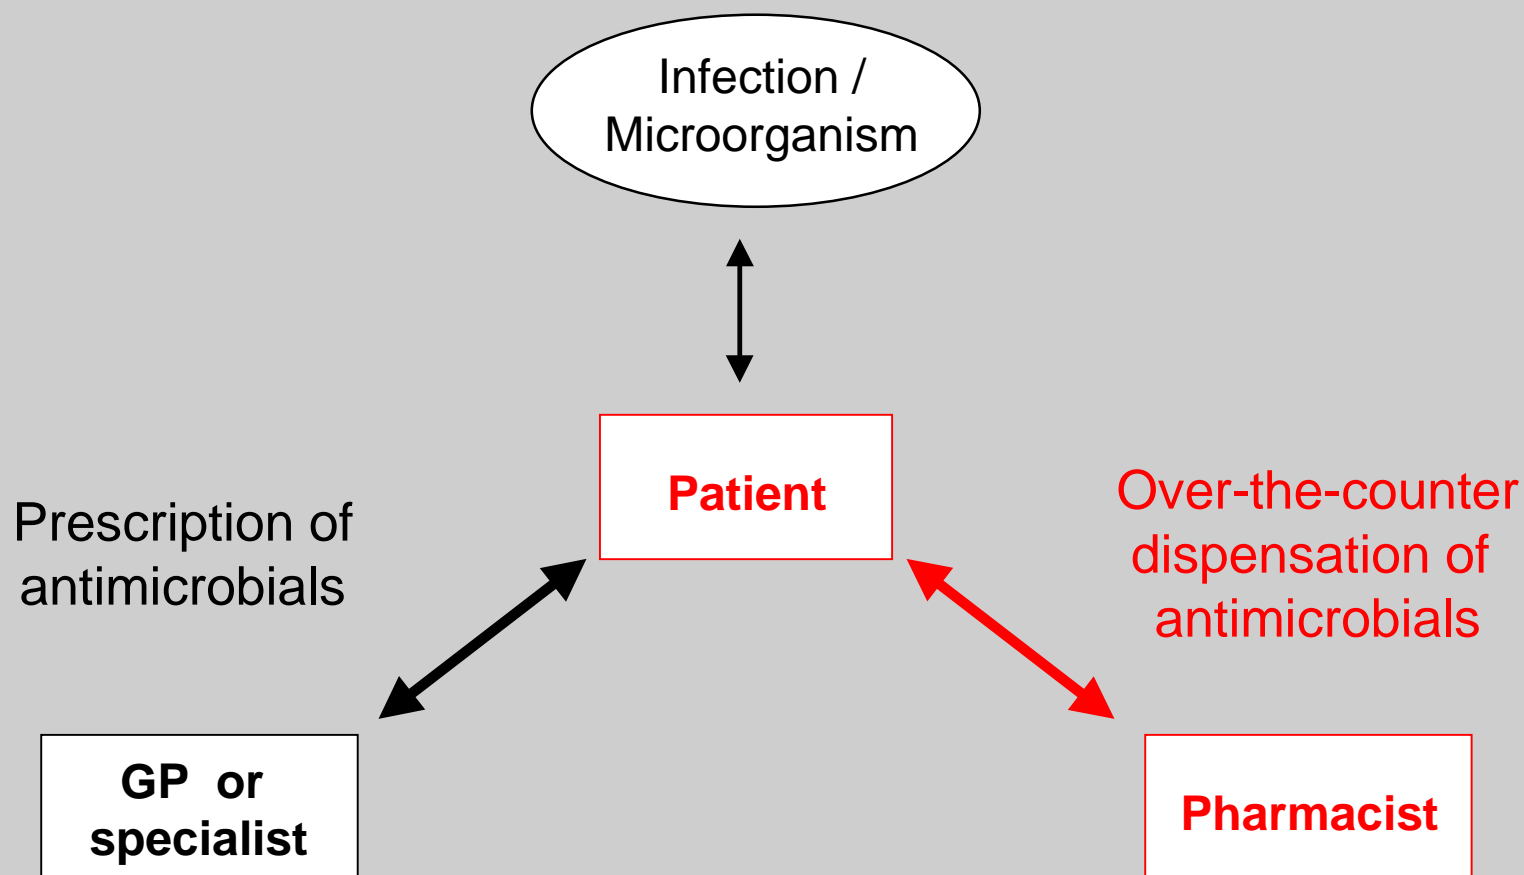 Infection /
Microorganism
Patient
Prescription of
antimicrobials
Over-the-counter
dispensation of
antimicrobials
GP or
specialist
Pharmacist